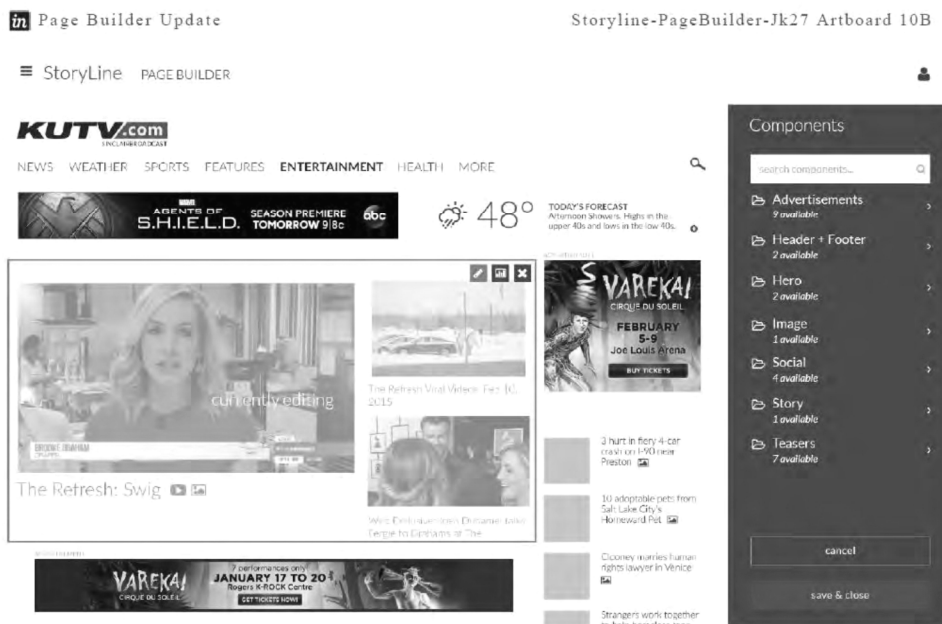 in Page Builder Update
Storyline-PageBuilder-Jk27 Artboard 10B
StoryLine PAGE BUILDER
KUTV.com
NEWS WEATHER SPORTS FEATURES ENTERTAINMENT HEALTH MORE
MARVEL
AGENTS OF
S.H.I.E.L.D.
SEASON PREMIERE
TOMORROW 9|8c
abc
48°
TODAY'S FORECAST
Afternoon Showers. Highs in the
upper 40s and lows in the low 40s.
currently editing
The Refresh: Swig
The Refresh Viral Videos: Feb 10,
2015
VAREKAI
CIRQUE DU SOLEIL
FEBRUARY
5-9
Joe Louis Arena
BUY TICKETS
3 hurt in fiery 4-car
crash on I-90 near
Preston
10 adoptable pets from
Salt Lake City's
Homeward Pet
Clooney marries human
rights lawyer in Venice
Strangers work together
VAREKAI
CIRQUE DU SOLEIL
7 performances only
JANUARY 17 TO 20
Rogers K-ROCK Centre
GET TICKETS NOW!
Components
search components...
Advertisements
9 available
Header + Footer
2 available
Hero
2 available
Image
1 available
Social
4 available
Story
1 available
Teasers
7 available
cancel
save & close